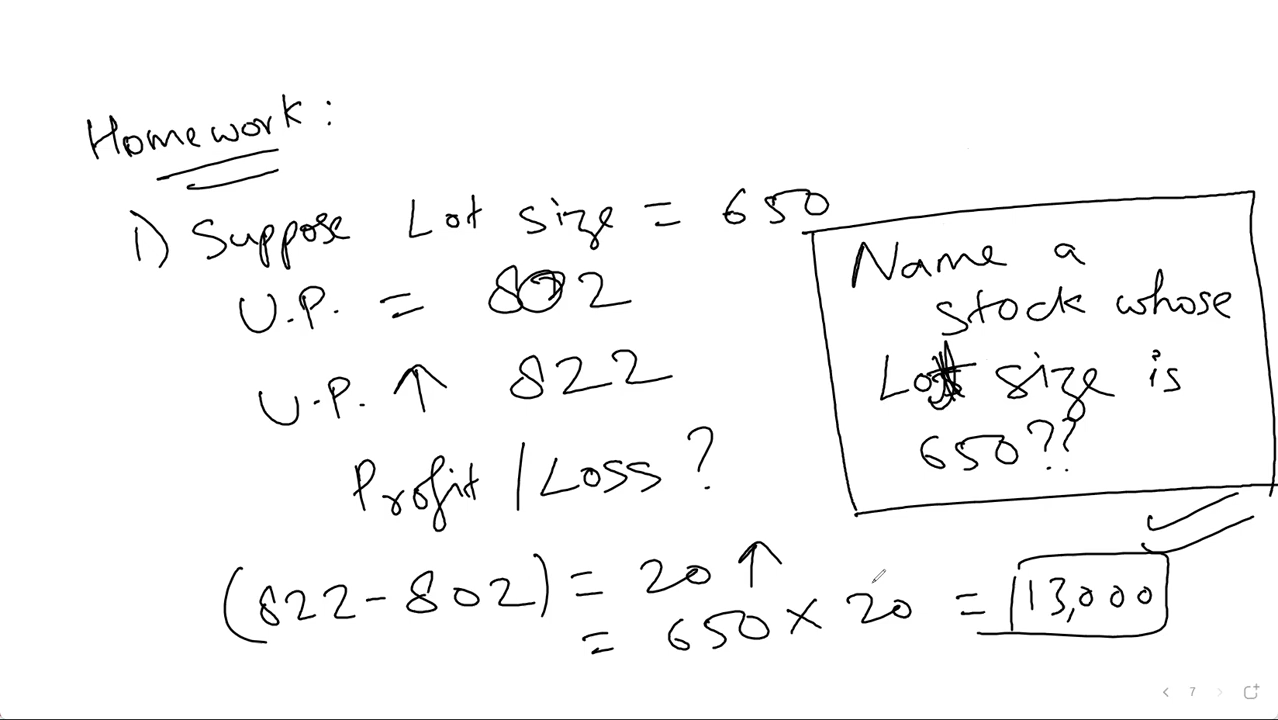 Homework:
1) Suppose Lot size = 650
U.P. = 802
U.P. ↑ 822
Profit / Loss ?
(822 - 802) = 20 ↑
= 650 × 20 = 13,000
Name a
stock whose
Lot size is
650??
7